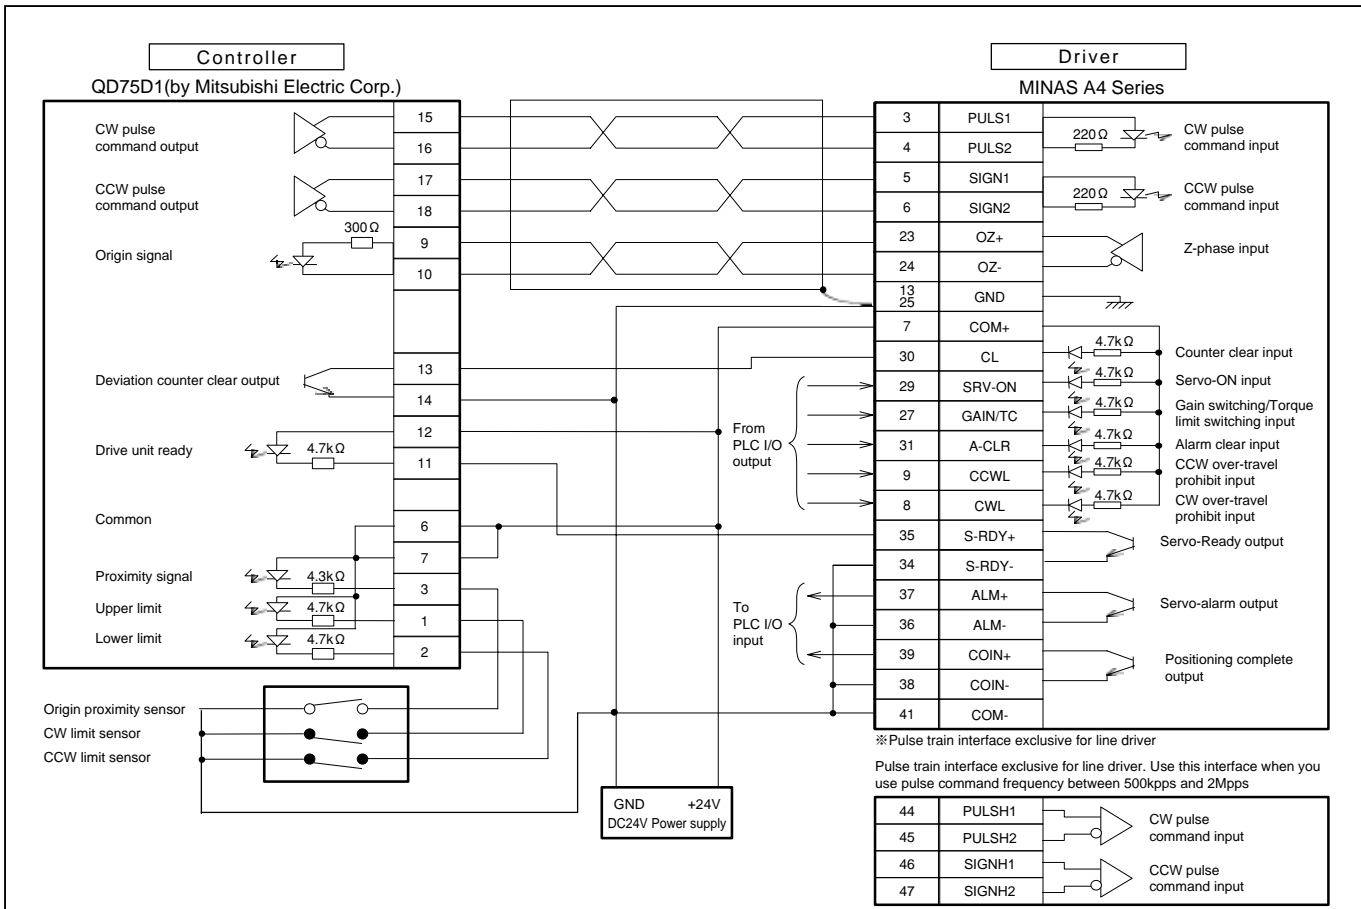 Controller
QD75D1(by Mitsubishi Electric Corp.)
CW pulse
command output
CCW pulse
command output
Origin signal
300Ω
Deviation counter clear output
Drive unit ready
4.7kΩ
Common
Proximity signal
4.3kΩ
Upper limit
4.7kΩ
Lower limit
4.7kΩ
15
16
17
18
9
10
13
14
12
11
6
7
3
1
2
Origin proximity sensor
CW limit sensor
CCW limit sensor
From
PLC I/O
output
To
PLC I/O
input
GND +24V
DC24V Power supply
Driver
MINAS A4 Series
3 PULS1
4 PULS2
5 SIGN1
6 SIGN2
23 OZ+
24 OZ-
13
25 GND
7 COM+
30 CL
29 SRV-ON
27 GAIN/TC
31 A-CLR
9 CCWL
8 CWL
35 S-RDY+
34 S-RDY-
37 ALM+
36 ALM-
39 COIN+
38 COIN-
41 COM-
220Ω
CW pulse
command input
220Ω
CCW pulse
command input
Z-phase input
4.7kΩ
Counter clear input
4.7kΩ
Servo-ON input
4.7kΩ
Gain switching/Torque
limit switching input
4.7kΩ
Alarm clear input
4.7kΩ
CCW over-travel
prohibit input
4.7kΩ
CW over-travel
prohibit input
Servo-Ready output
Servo-alarm output
Positioning complete
output
※Pulse train interface exclusive for line driver
Pulse train interface exclusive for line driver. Use this interface when you
use pulse command frequency between 500kpps and 2Mpps
44 PULSH1
45 PULSH2
46 SIGNH1
47 SIGNH2
CW pulse
command input
CCW pulse
command input